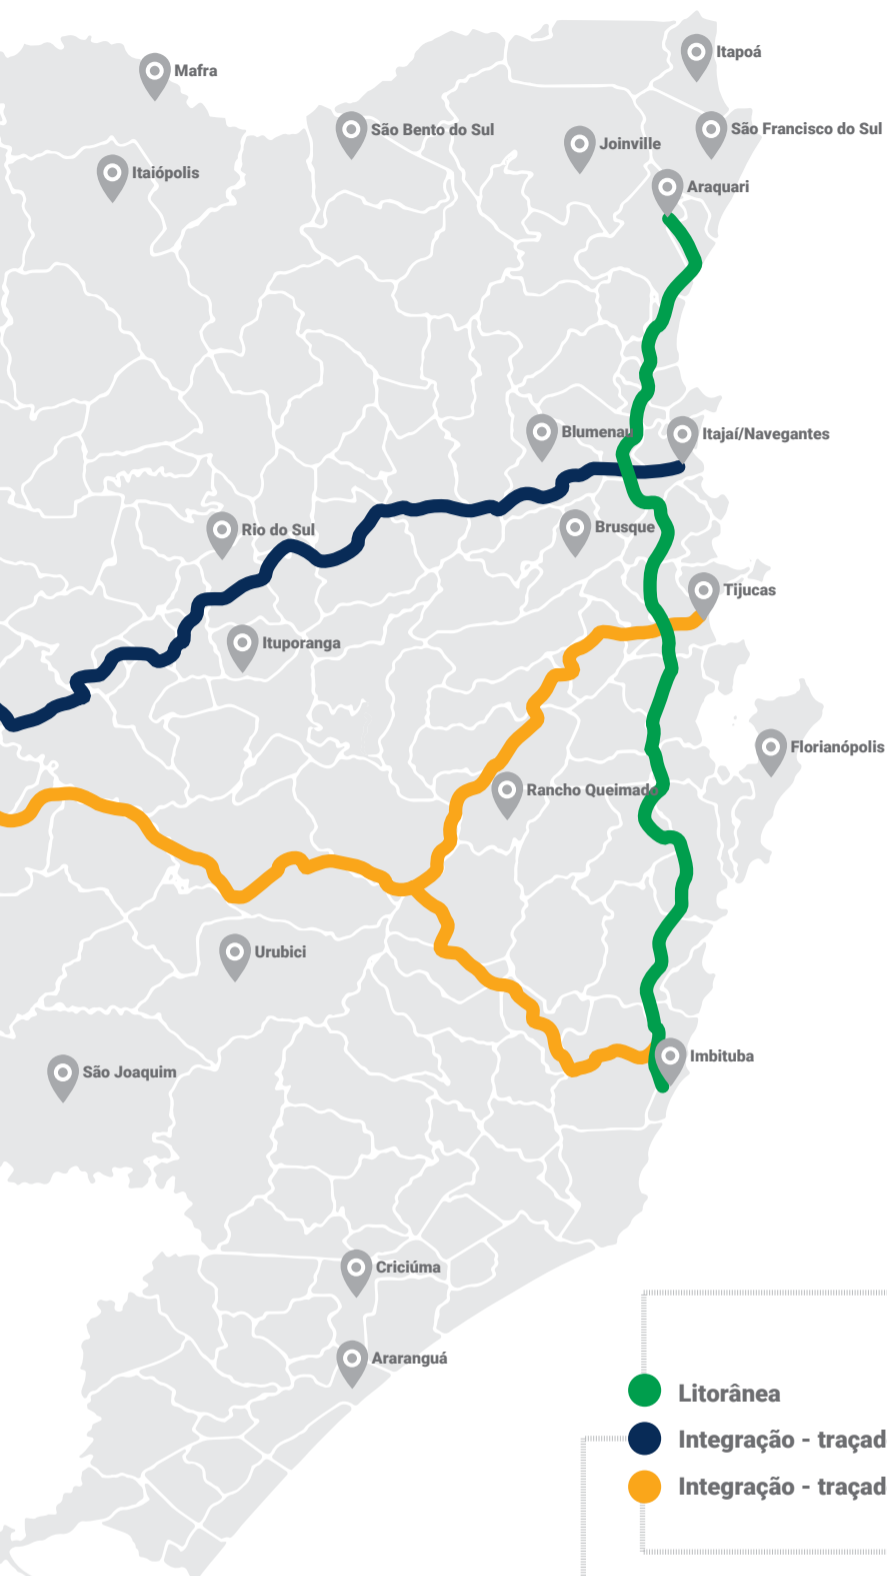 Itapoá
Mafra
São Bento do Sul
São Francisco do Sul
Joinville
Itaiópolis
Araquari
Blumenau
Itajaí/Navegantes
Rio do Sul
Brusque
Tijucas
Ituporanga
Florianópolis
Rancho Queimado
Urubici
Imbituba
São Joaquim
Criciúma
Araranguá
Litorânea
Integração - traçad
Integração - traçad